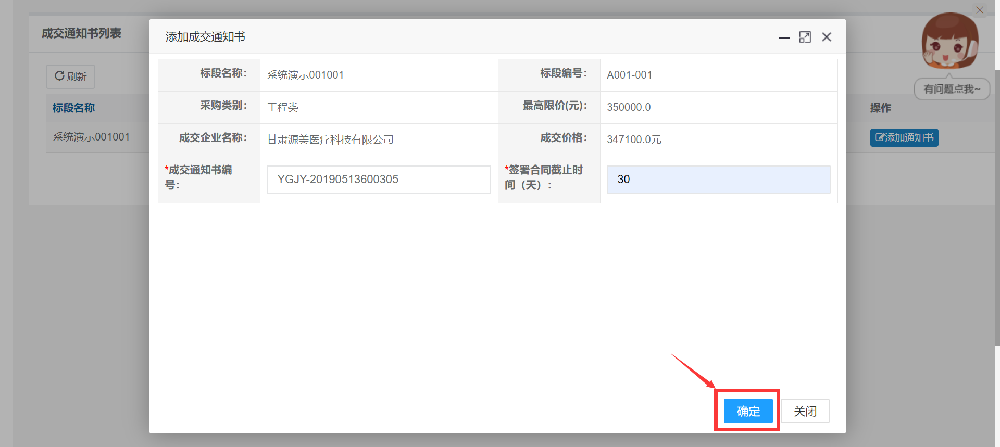 成交通知书列表
添加成交通知书
刷新
标段名称：
系统演示001001
标段编号：
A001-001
有问题点我~
采购类别：
工程类
最高限价(元)：
350000.0
标段名称
操作
成交企业名称：
甘肃源美医疗科技有限公司
成交价格：
347100.0元
系统演示001001
添加通知书
*成交通知书编
号：
YGJY-20190513600305
*签署合同截止时
间（天）：
30
确定
关闭